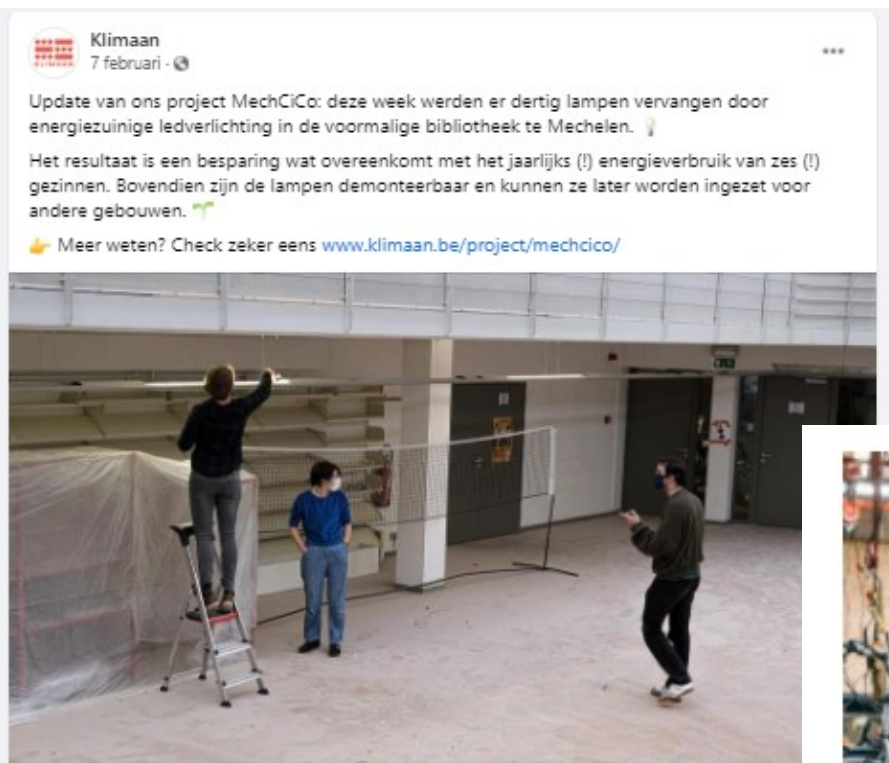 Klimaan
7 februari ·
Update van ons project MechCiCo: deze week werden er dertig lampen vervangen door
energiezuinige ledverlichting in de voormalige bibliotheek te Mechelen.
Het resultaat is een besparing wat overeenkomt met het jaarlijks (!) energieverbruik van zes (!)
gezinnen. Bovendien zijn de lampen demonteerbaar en kunnen ze later worden ingezet voor
andere gebouwen.
Meer weten? Check zeker eens www.klimaan.be/project/mechcico/